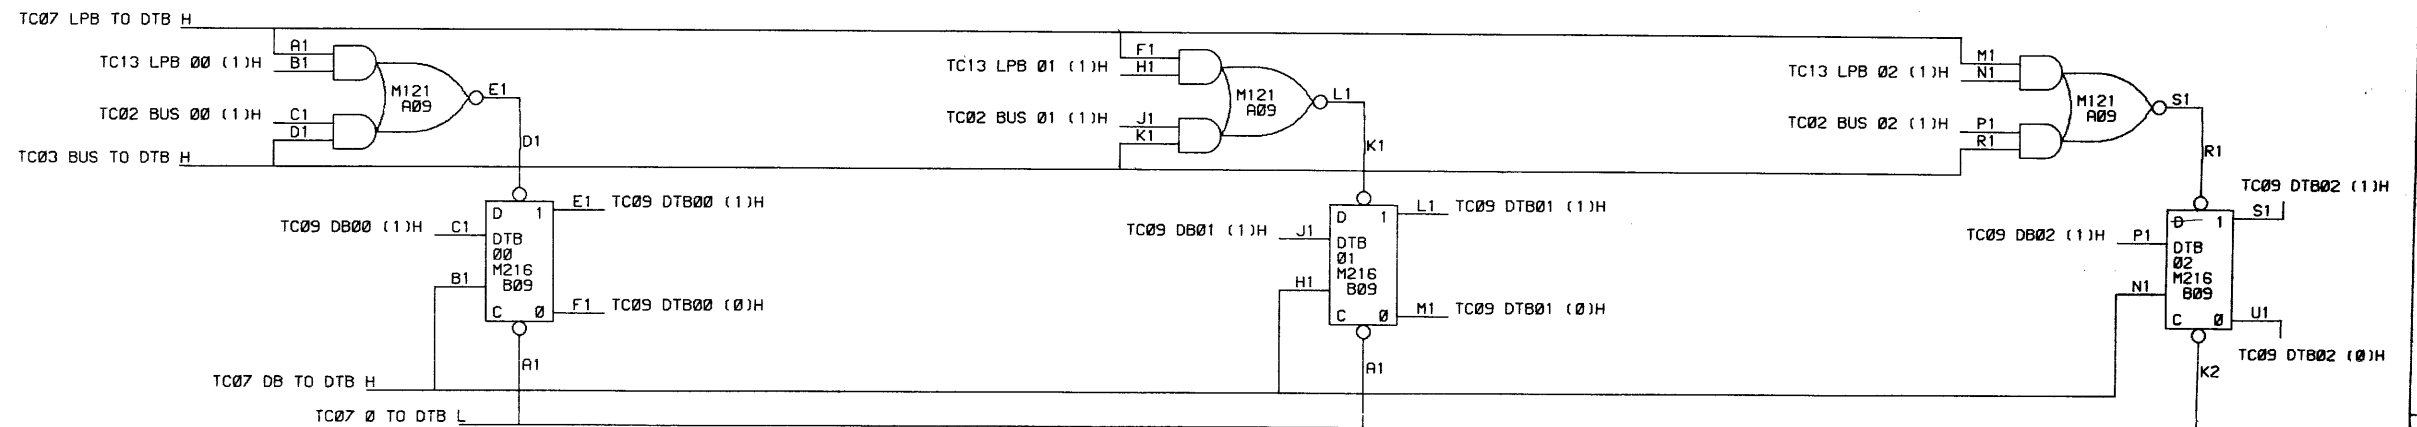 TC07 LPB TO DTB H
A1
F1
M1
TC13 LPB 00 (1)H
B1
TC13 LPB 01 (1)H
H1
TC13 LPB 02 (1)H
N1
M121
A09
E1
M121
A09
L1
M121
A09
S1
TC02 BUS 00 (1)H
C1
TC02 BUS 01 (1)H
J1
TC02 BUS 02 (1)H
P1
D1
K1
R1
D1
K1
R1
TC03 BUS TO DTB H
D 1
E1
TC09 DTB00 (1)H
D 1
L1
TC09 DTB01 (1)H
D 1
S1
TC09 DTB02 (1)H
TC09 DB00 (1)H
C1
TC09 DB01 (1)H
J1
TC09 DB02 (1)H
P1
DTB
00
M216
B09
DTB
01
M216
B09
DTB
02
M216
B09
B1
H1
N1
C 0
F1
TC09 DTB00 (0)H
C 0
M1
TC09 DTB01 (0)H
C 0
U1
TC09 DTB02 (0)H
A1
A1
K2
TC07 DB TO DTB H
TC07 0 TO DTB L